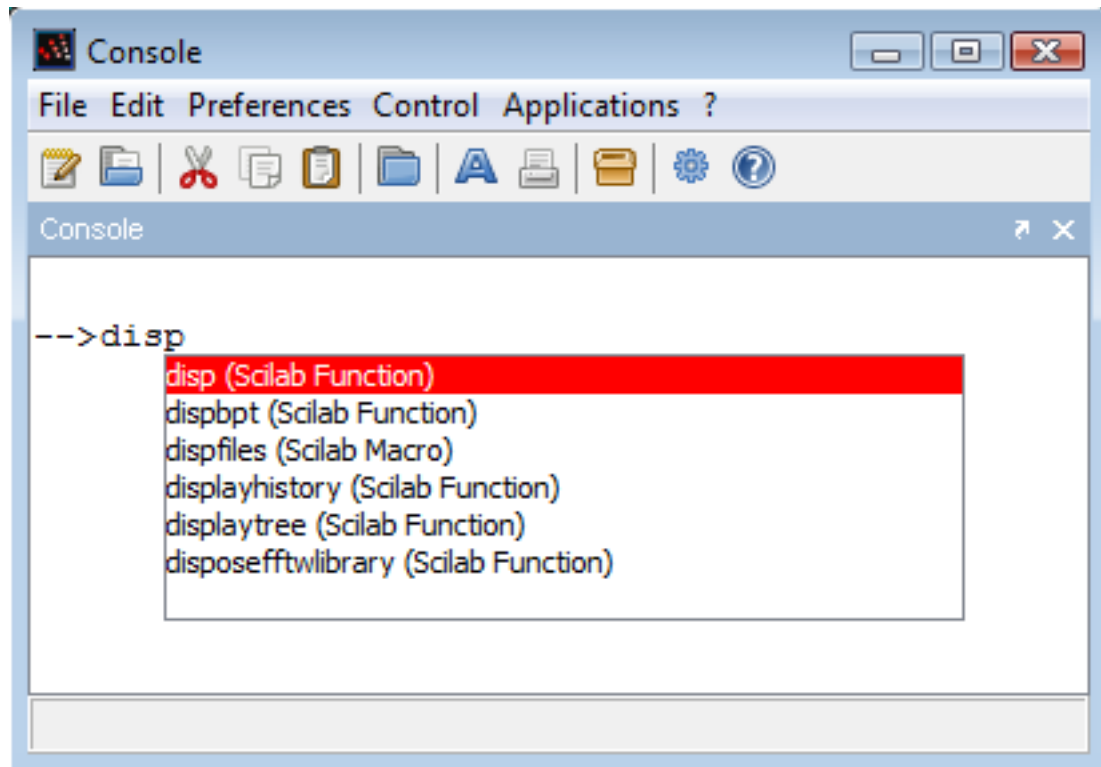 Console
File Edit Preferences Control Applications ?
Console
-->disp
disp (Scilab Function)
dispbpt (Scilab Function)
dispfiles (Scilab Macro)
displayhistory (Scilab Function)
displaytree (Scilab Function)
disposefftwlibrary (Scilab Function)